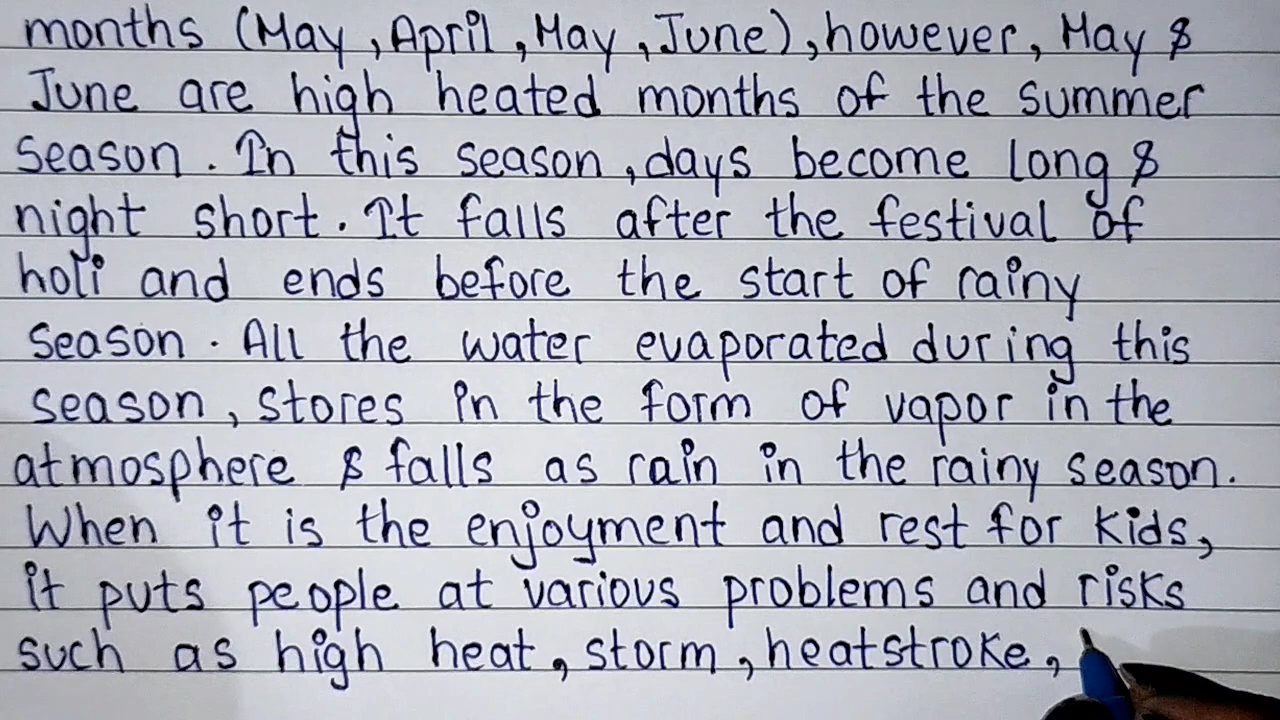 months (May, April, May, June), however, May &
June are high heated months of the summer
season. In this season, days become long &
night short. It falls after the festival of
holi and ends before the start of rainy
season. All the water evaporated during this
season, stores in the form of vapor in the
atmosphere & falls as rain in the rainy season.
When it is the enjoyment and rest for kids,
it puts people at various problems and risks
such as high heat, storm, heatstroke,